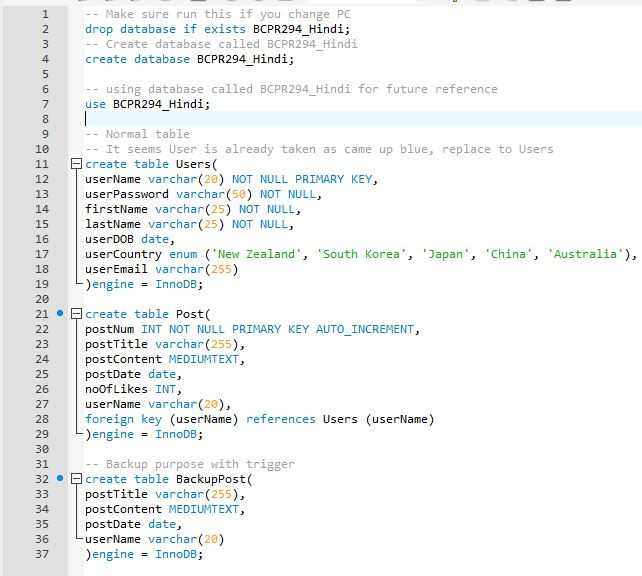 1 -- Make sure run this if you change PC
2 drop database if exists BCPR294_Hindi;
3 -- Create database called BCPR294_Hindi
4 create database BCPR294_Hindi;
5
6 -- using database called BCPR294_Hindi for future reference
7 use BCPR294_Hindi;
8
9 -- Normal table
10 -- It seems User is already taken as came up blue, replace to Users
11 create table Users(
12 userName varchar(20) NOT NULL PRIMARY KEY,
13 userPassword varchar(50) NOT NULL,
14 firstName varchar(25) NOT NULL,
15 lastName varchar(25) NOT NULL,
16 userDOB date,
17 userCountry enum ('New Zealand', 'South Korea', 'Japan', 'China', 'Australia'),
18 userEmail varchar(255)
19 )engine = InnoDB;
20
21 create table Post(
22 postNum INT NOT NULL PRIMARY KEY AUTO_INCREMENT,
23 postTitle varchar(255),
24 postContent MEDIUMTEXT,
25 postDate date,
26 noOfLikes INT,
27 userName varchar(20),
28 foreign key (userName) references Users (userName)
29 )engine = InnoDB;
30
31 -- Backup purpose with trigger
32 create table BackupPost(
33 postTitle varchar(255),
34 postContent MEDIUMTEXT,
35 postDate date,
36 userName varchar(20)
37 )engine = InnoDB;